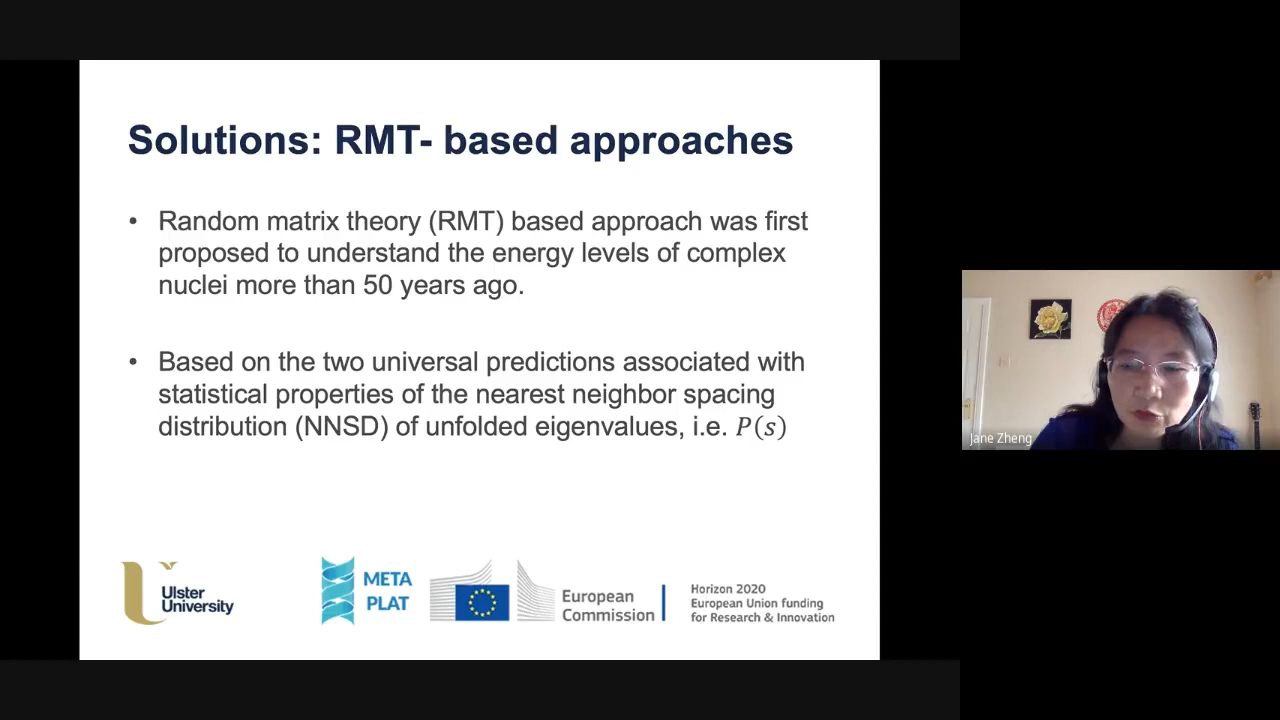 Solutions: RMT- based approaches
• Random matrix theory (RMT) based approach was first
proposed to understand the energy levels of complex
nuclei more than 50 years ago.
• Based on the two universal predictions associated with
statistical properties of the nearest neighbor spacing
distribution (NNSD) of unfolded eigenvalues, i.e. P(s)
Jane Zheng
Ulster
University
META
PLAT
European
Commission
Horizon 2020
European Union funding
for Research & Innovation